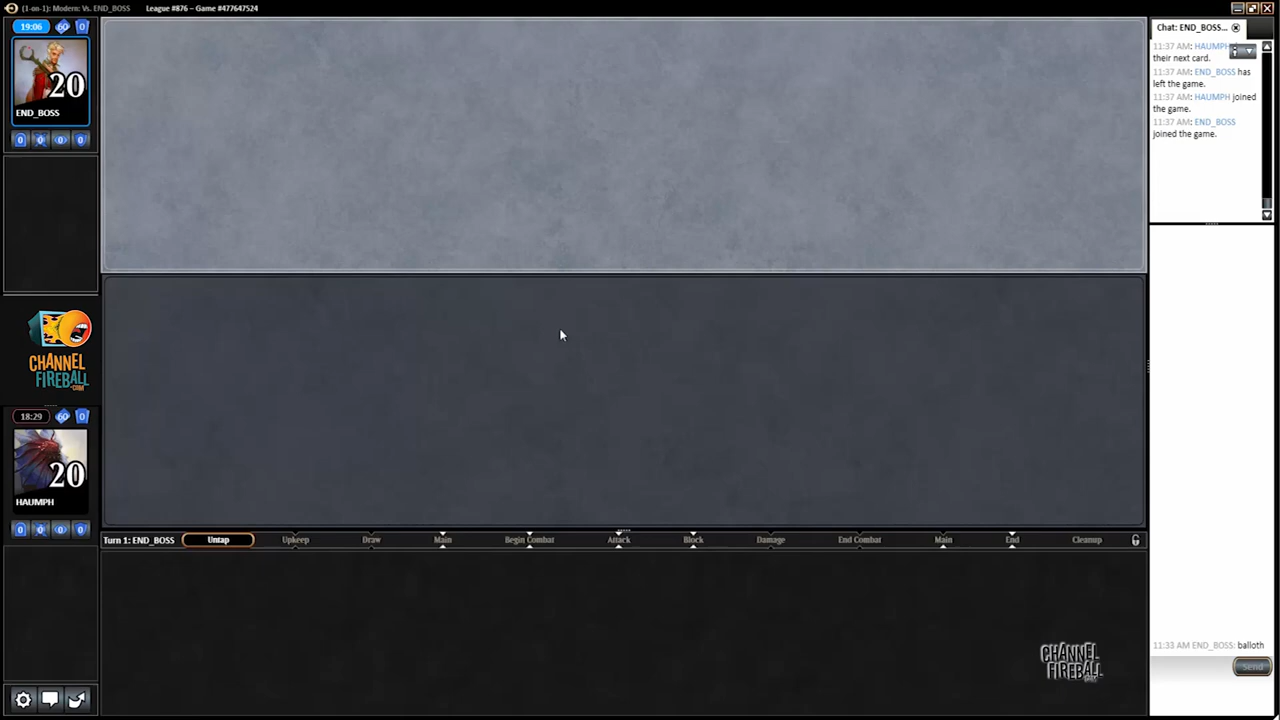 (1-on-1): Modern: Vs. END_BOSS League #876 – Game #477647524
19:06 60 0
20
END_BOSS
0 0 0 0
CHANNEL
FIREBALL
.COM
18:29 60 0
20
HAUMPH
0 0 0 0
Turn 1: END_BOSS Untap Upkeep Draw Main Begin Combat Attack Block Damage End Combat Main End Cleanup
CHANNEL
FIREBALL
.COM
Chat: END_BOSS...
11:37 AM: HAUMPH
their next card.
11:37 AM: END_BOSS has
left the game.
11:37 AM: HAUMPH joined
the game.
11:37 AM: END_BOSS
joined the game.
11:33 AM END_BOSS: balloth
Send